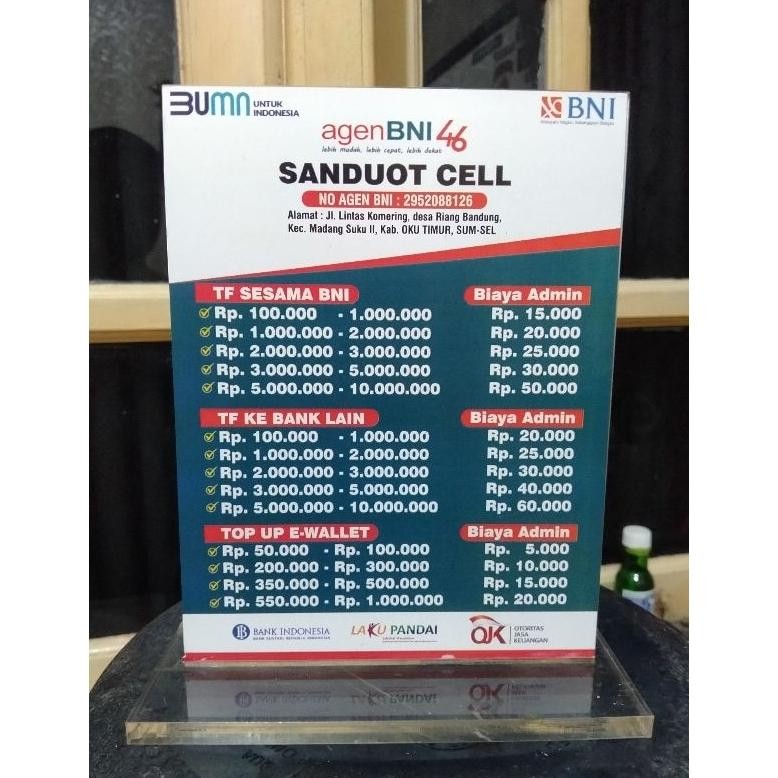 BUMN UNTUK INDONESIA
BNI
agenBNI46
lebih mudah, lebih cepat, lebih dekat
SANDUOT CELL
NO AGEN BNI : 2952088126
Alamat : Jl. Lintas Komering, desa Riang Bandung,
Kec. Madang Suku II, Kab. OKU TIMUR, SUM-SEL
TF SESAMA BNI Biaya Admin
Rp. 100.000 - 1.000.000 Rp. 15.000
Rp. 1.000.000 - 2.000.000 Rp. 20.000
Rp. 2.000.000 - 3.000.000 Rp. 25.000
Rp. 3.000.000 - 5.000.000 Rp. 30.000
Rp. 5.000.000 - 10.000.000 Rp. 50.000
TF KE BANK LAIN Biaya Admin
Rp. 100.000 - 1.000.000 Rp. 20.000
Rp. 1.000.000 - 2.000.000 Rp. 25.000
Rp. 2.000.000 - 3.000.000 Rp. 30.000
Rp. 3.000.000 - 5.000.000 Rp. 40.000
Rp. 5.000.000 - 10.000.000 Rp. 60.000
TOP UP E-WALLET Biaya Admin
Rp. 50.000 - Rp. 100.000 Rp. 5.000
Rp. 200.000 - Rp. 300.000 Rp. 10.000
Rp. 350.000 - Rp. 500.000 Rp. 15.000
Rp. 550.000 - Rp. 1.000.000 Rp. 20.000
BANK INDONESIA
BANK SENTRAL REPUBLIK INDONESIA
LAKU PANDAI
OJK OTORITAS JASA KEUANGAN